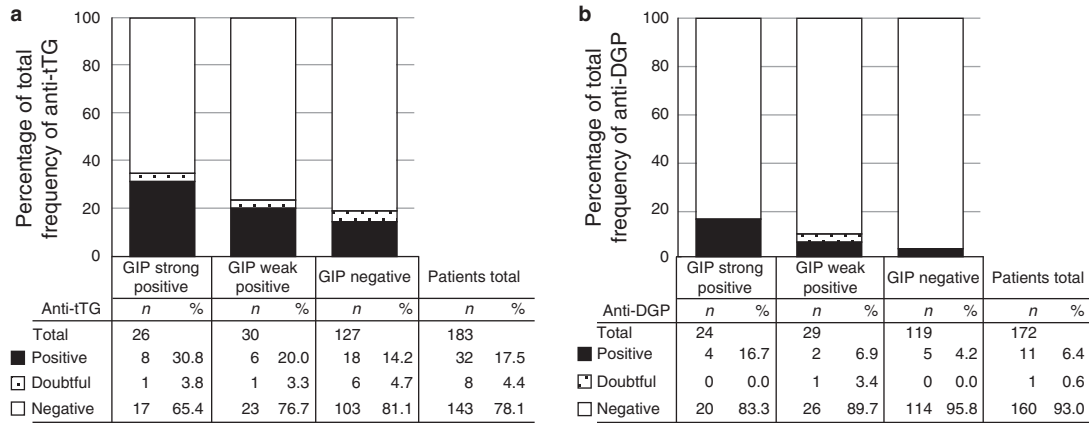 a
Percentage of total
frequency of anti-tTG
100
80
60
40
20
0
GIP strong
positive
GIP weak
positive
GIP negative
Patients total
Anti-tTG n % n % n % n %
Total 26 30 127 183
Positive 8 30.8 6 20.0 18 14.2 32 17.5
Doubtful 1 3.8 1 3.3 6 4.7 8 4.4
Negative 17 65.4 23 76.7 103 81.1 143 78.1
b
Percentage of total
frequency of anti-DGP
100
80
60
40
20
0
GIP strong
positive
GIP weak
positive
GIP negative
Patients total
Anti-DGP n % n % n % n %
Total 24 29 119 172
Positive 4 16.7 2 6.9 5 4.2 11 6.4
Doubtful 0 0.0 1 3.4 0 0.0 1 0.6
Negative 20 83.3 26 89.7 114 95.8 160 93.0